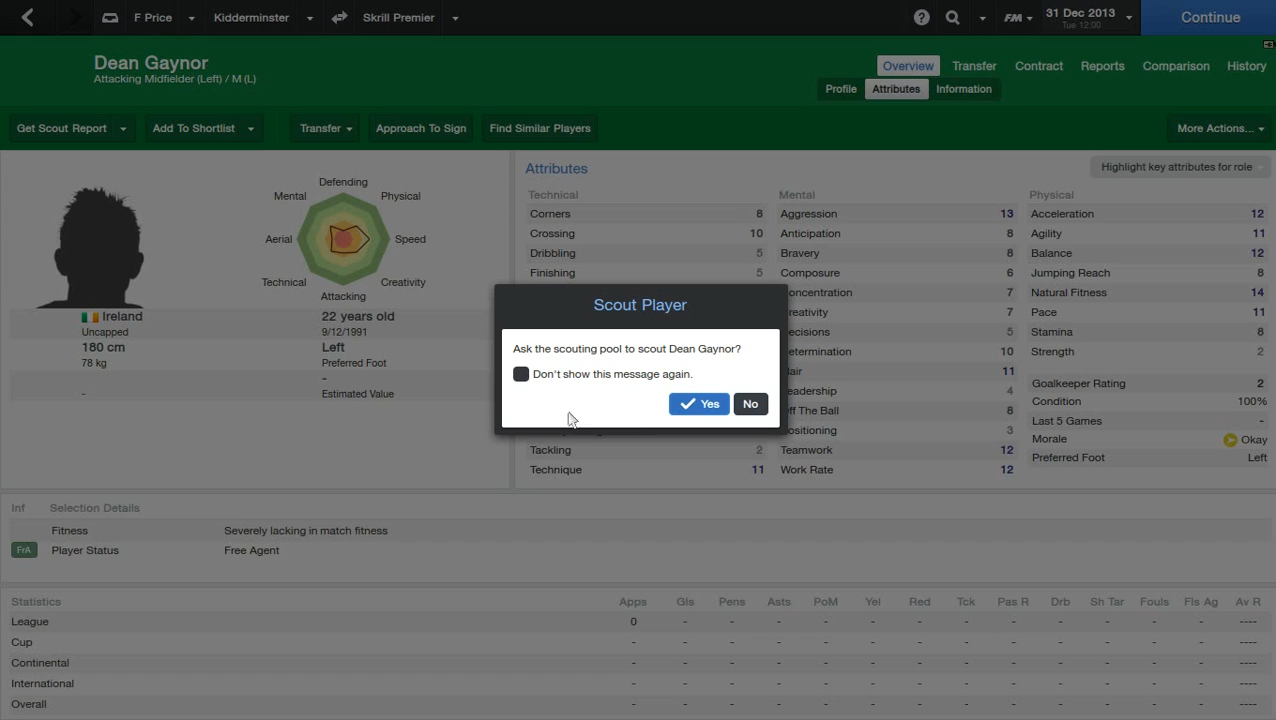 F Price
Kidderminster
Skrill Premier
FM
31 Dec 2013
Tue 12:00
Continue
Dean Gaynor
Attacking Midfielder (Left) / M (L)
Overview
Transfer
Contract
Reports
Comparison
History
Profile
Attributes
Information
Get Scout Report
Add To Shortlist
Transfer
Approach To Sign
Find Similar Players
More Actions...
Defending
Mental
Physical
Aerial
Speed
Technical
Creativity
Attacking
Ireland
Uncapped
22 years old
9/12/1991
180 cm
78 kg
Left
Preferred Foot
-
- Estimated Value
Attributes
Highlight key attributes for role
Technical
Corners 8
Crossing 10
Dribbling 5
Finishing 5
Tackling 2
Technique 11
Mental
Aggression 13
Anticipation 8
Bravery 8
Composure 6
oncentration 7
reativity 7
ecisions 5
etermination 10
lair 11
eadership 4
ff The Ball 8
ositioning 3
Teamwork 12
Work Rate 12
Physical
Acceleration 12
Agility 11
Balance 12
Jumping Reach 8
Natural Fitness 14
Pace 11
Stamina 8
Strength 2
Goalkeeper Rating 2
Condition 100%
Last 5 Games -
Morale Okay
Preferred Foot Left
Scout Player
Ask the scouting pool to scout Dean Gaynor?
Don't show this message again.
Yes
No
Inf Selection Details
Fitness Severely lacking in match fitness
FrA Player Status Free Agent
Statistics Apps Gls Pens Asts PoM Yel Red Tck Pas R Drb Sh Tar Fouls Fls Ag Av R
League 0 - - - - - - - - - - - - ----
Cup - - - - - - - - - - - - - ----
Continental - - - - - - - - - - - - - ----
International - - - - - - - - - - - - - ----
Overall - - - - - - - - - - - - - ----